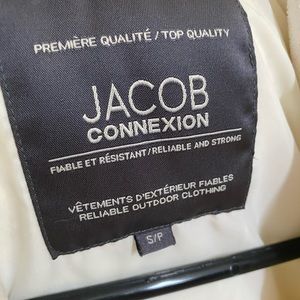 PREMIÈRE QUALITÉ / TOP QUALITY
JACOB
CONNEXION
FIABLE ET RÉSISTANT/RELIABLE AND STRONG
VÊTEMENTS D'EXTÉRIEUR FIABLES
RELIABLE OUTDOOR CLOTHING
S/P